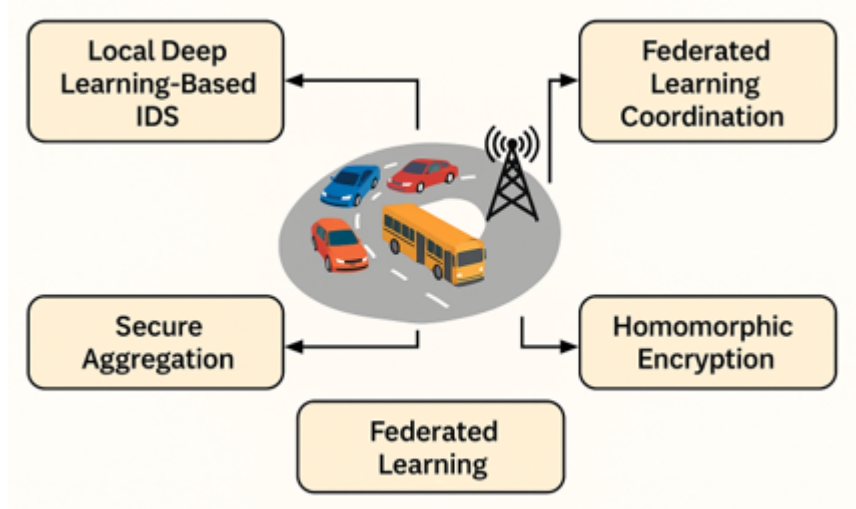 Local Deep
Learning-Based
IDS
Federated
Learning
Coordination
Secure
Aggregation
Homomorphic
Encryption
Federated
Learning